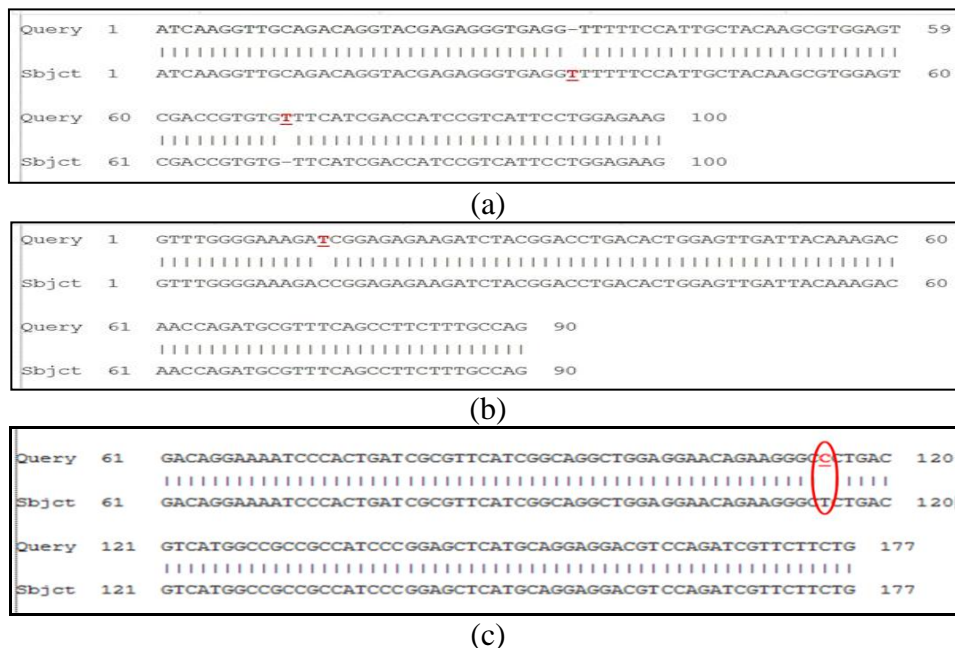 Query 1 ATCAAGGTTGCAGACAGGTACGAGAGGGTGAGG-TTTTTCCATTGCTACAAGCGTGGAGT 59
Sbjct 1 ATCAAGGTTGCAGACAGGTACGAGAGGGTGAGGTTTTTTCCATTGCTACAAGCGTGGAGT 60
Query 60 CGACCGTGTGTTTCATCGACCATCCGTCATTCCTGGAGAAG 100
Sbjct 61 CGACCGTGTG-TTCATCGACCATCCGTCATTCCTGGAGAAG 100
(a)
Query 1 GTTTGGGGAAAGATCGGAGAGAAGATCTACGGACCTGACACTGGAGTTGATTACAAAGAC 60
Sbjct 1 GTTTGGGGAAAGACCGGAGAGAAGATCTACGGACCTGACACTGGAGTTGATTACAAAGAC 60
Query 61 AACCAGATGCGTTTCAGCCTTCTTTGCCAG 90
Sbjct 61 AACCAGATGCGTTTCAGCCTTCTTTGCCAG 90
(b)
Query 61 GACAGGAAAATCCCACTGATCGCGTTCATCGGCAGGCTGGAGGAACAGAAGGGCCCTGAC 120
Sbjct 61 GACAGGAAAATCCCACTGATCGCGTTCATCGGCAGGCTGGAGGAACAGAAGGGCTCTGAC 120
Query 121 GTCATGGCCGCCGCCATCCCGGAGCTCATGCAGGAGGACGTCCAGATCGTTCTTCTG 177
Sbjct 121 GTCATGGCCGCCGCCATCCCGGAGCTCATGCAGGAGGACGTCCAGATCGTTCTTCTG 177
(c)